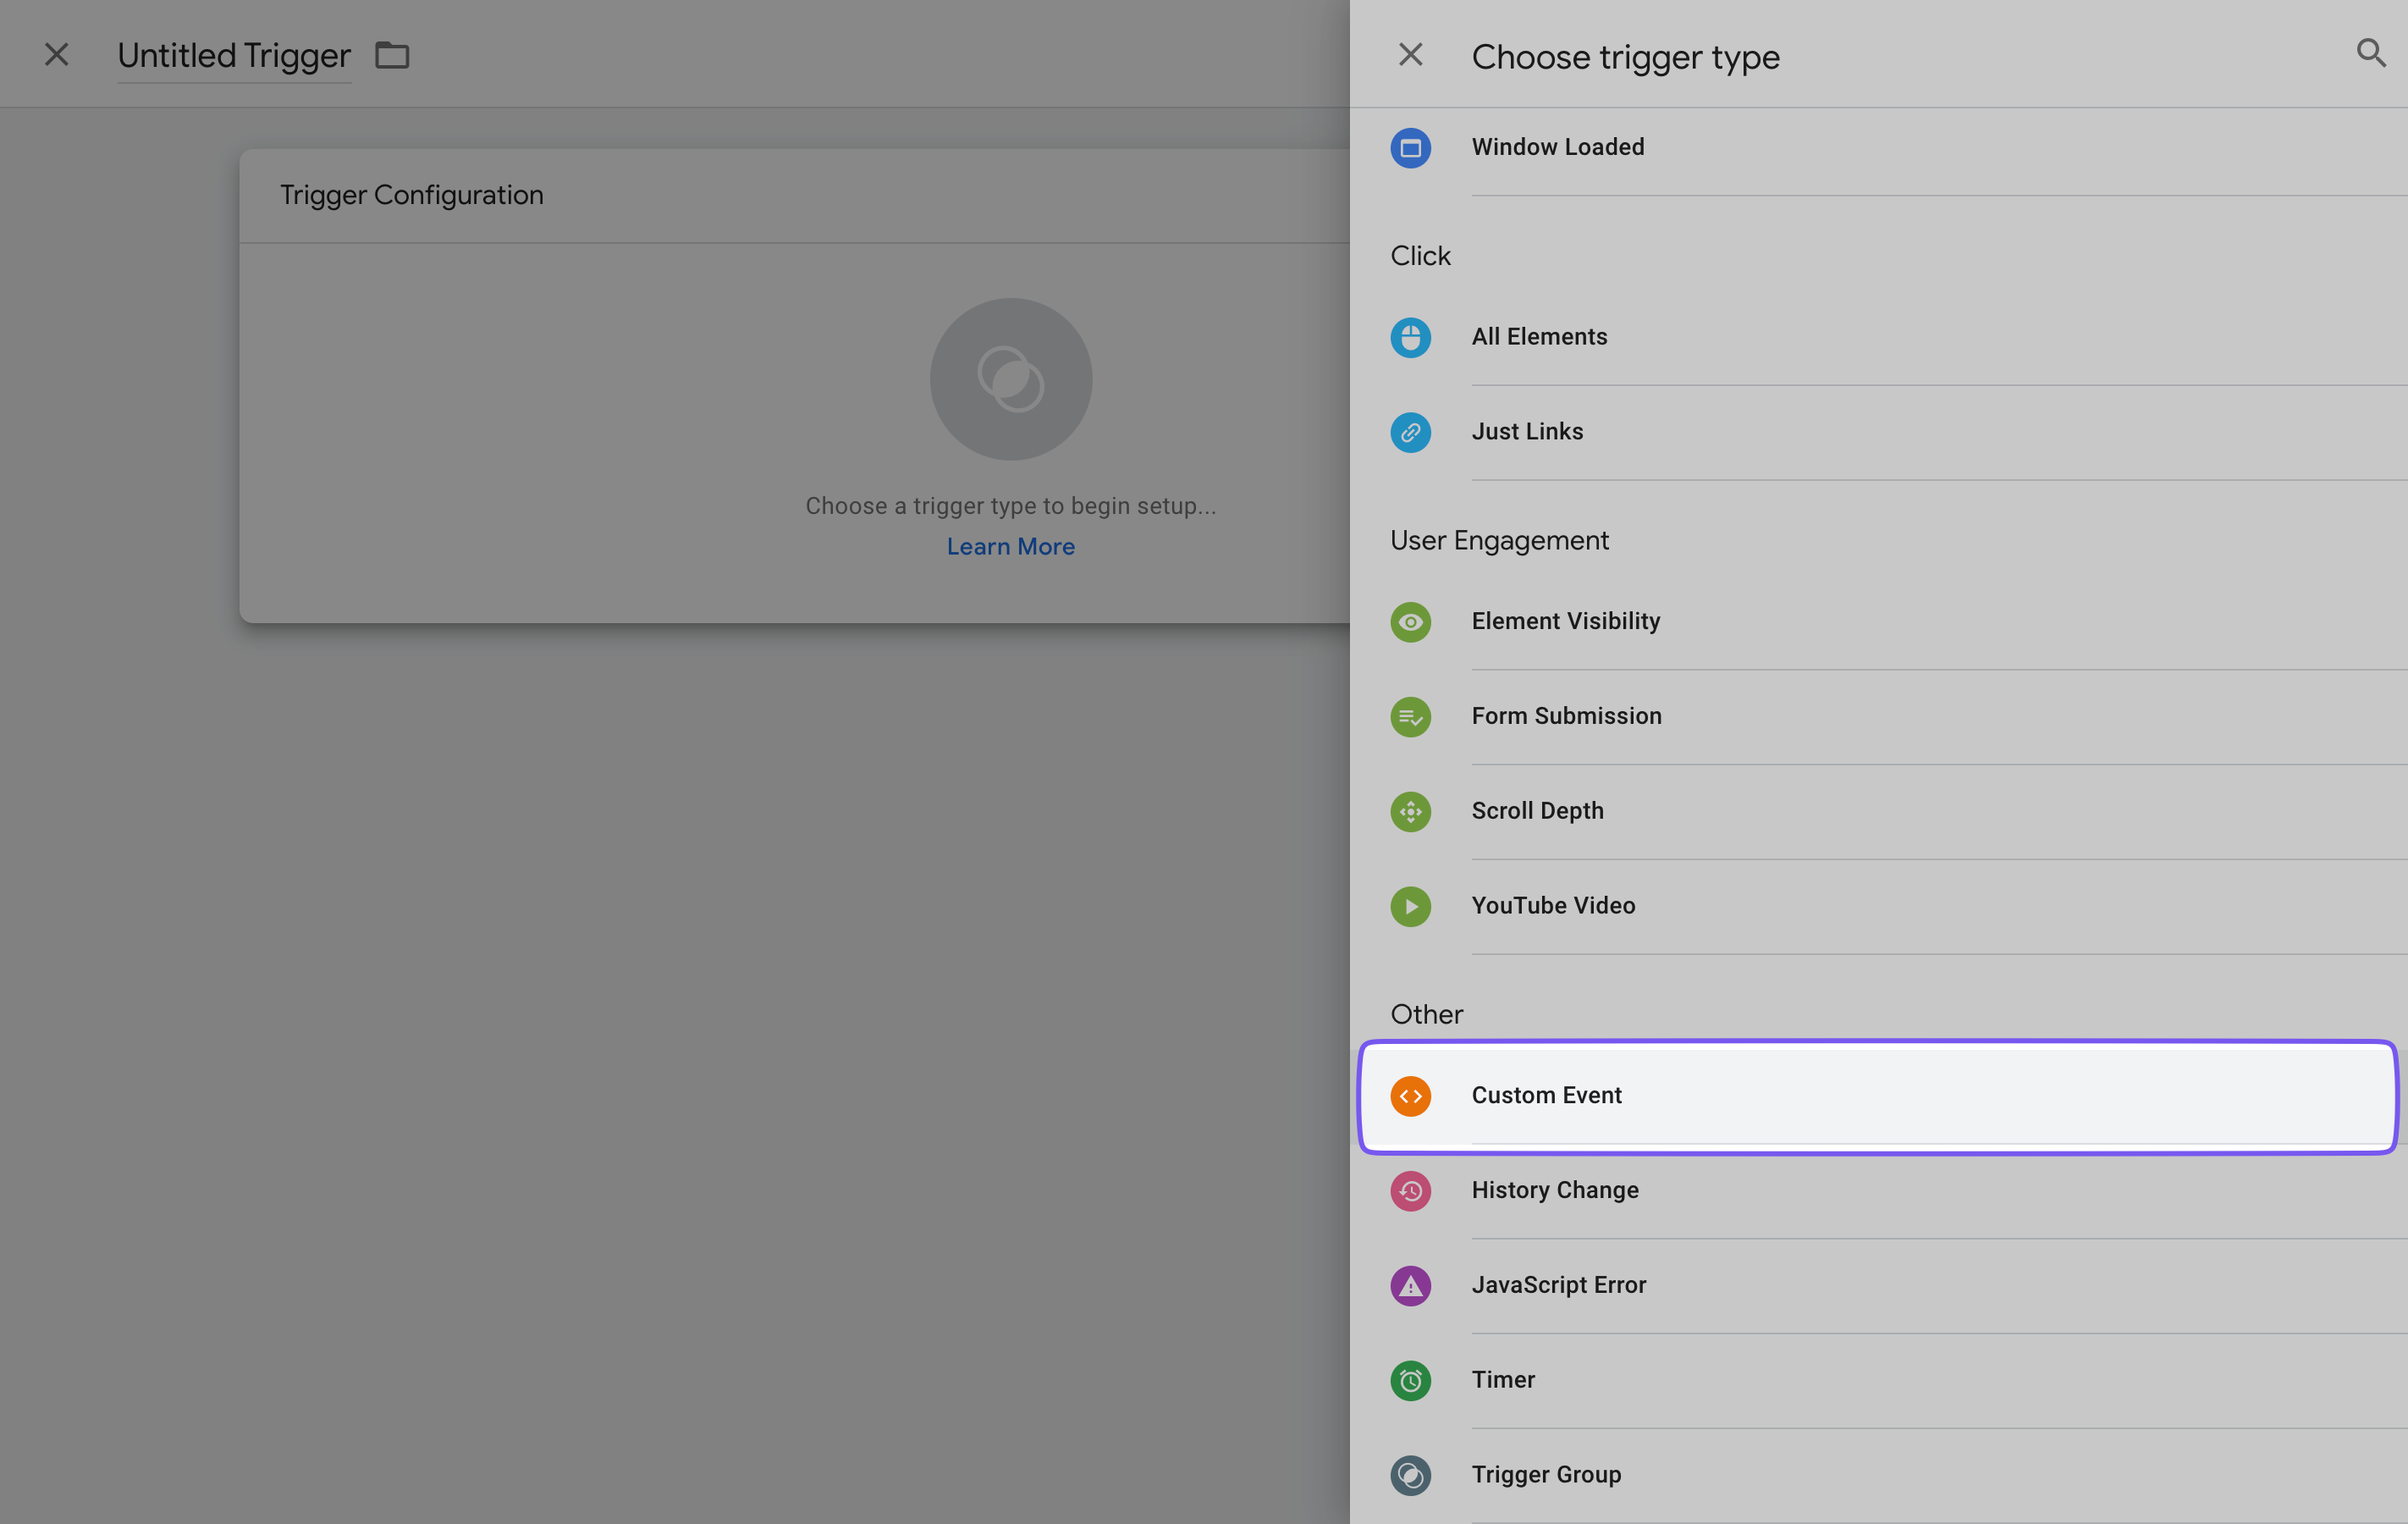 Untitled Trigger
Trigger Configuration
Choose a trigger type to begin setup...
Learn More
Choose trigger type
Window Loaded
Click
All Elements
Just Links
User Engagement
Element Visibility
Form Submission
Scroll Depth
YouTube Video
Other
Custom Event
History Change
JavaScript Error
Timer
Trigger Group